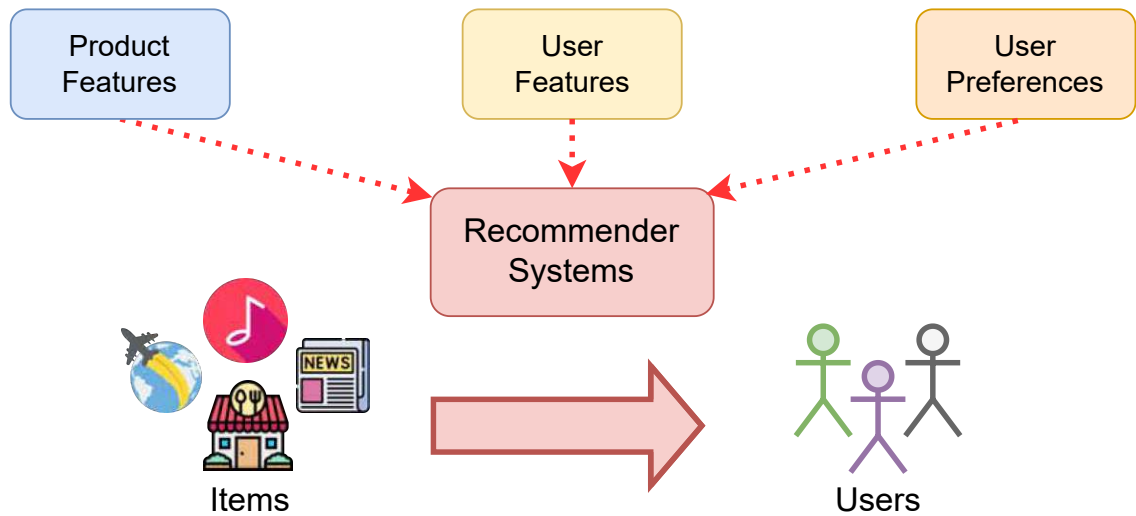 Product
Features
User
Features
User
Preferences
Recommender
Systems
NEWS
Items
Users